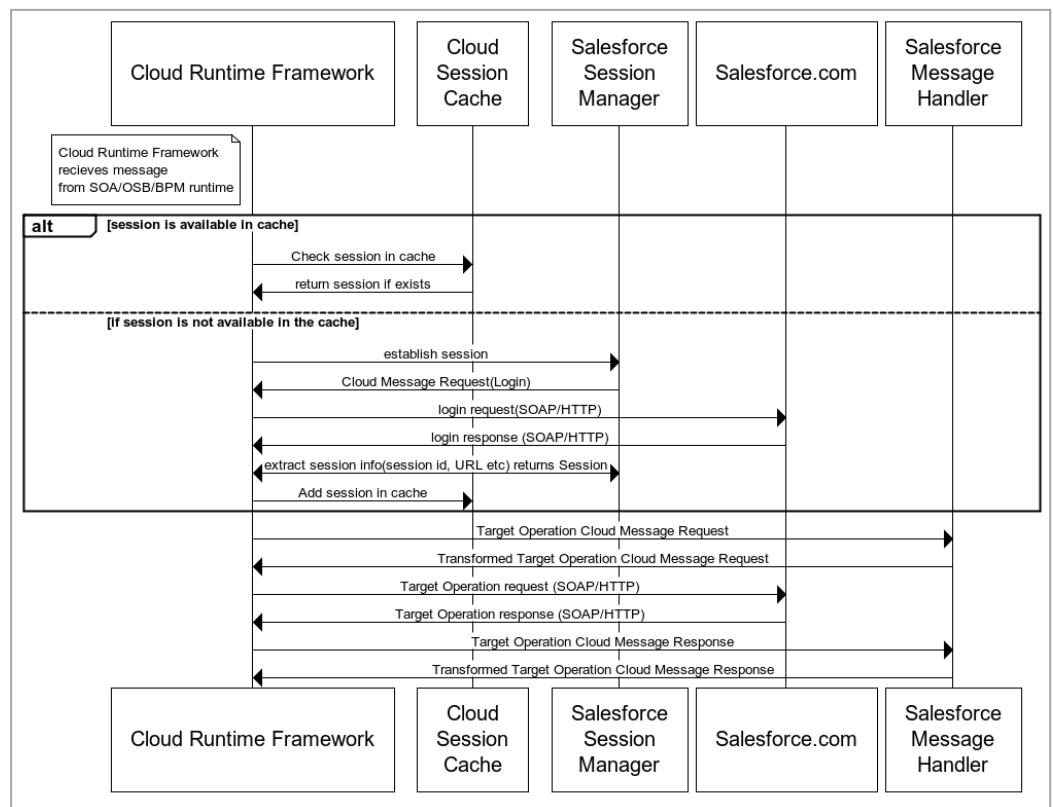 Cloud Runtime Framework
Cloud
Session
Cache
Salesforce
Session
Manager
Salesforce.com
Salesforce
Message
Handler
Cloud Runtime Framework
recieves message
from SOA/OSB/BPM runtime
alt
[session is available in cache]
Check session in cache
return session if exists
[If session is not available in the cache]
establish session
Cloud Message Request(Login)
login request(SOAP/HTTP)
login response (SOAP/HTTP)
extract session info(session id, URL etc) returns Session
Add session in cache
Target Operation Cloud Message Request
Transformed Target Operation Cloud Message Request
Target Operation request (SOAP/HTTP)
Target Operation response (SOAP/HTTP)
Target Operation Cloud Message Response
Transformed Target Operation Cloud Message Response
Cloud Runtime Framework
Cloud
Session
Cache
Salesforce
Session
Manager
Salesforce.com
Salesforce
Message
Handler